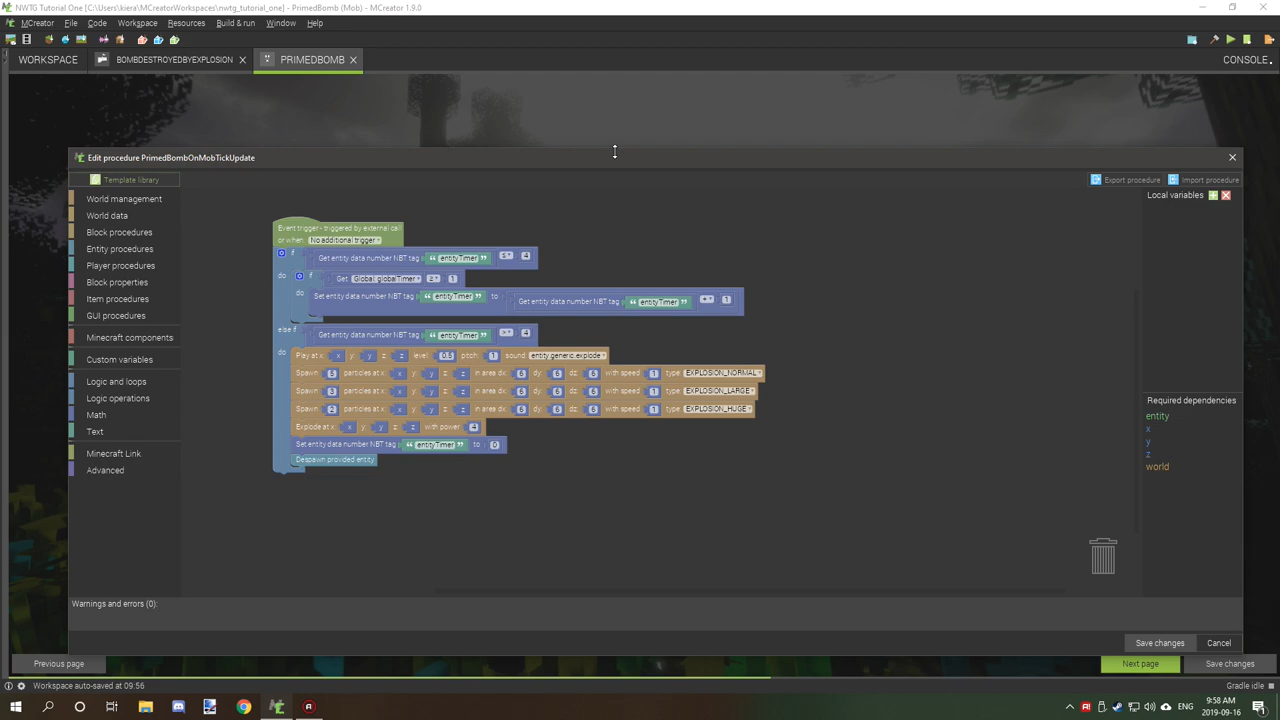 NWTG Tutorial One [C:\Users\kiera\MCreatorWorkspaces\nwtg_tutorial_one] - PrimedBomb (Mob) - MCreator 1.9.0
MCreator File Code Workspace Resources Build & run Window Help
WORKSPACE BOMBDESTROYEDBYEXPLOSION PRIMEDBOMB CONSOLE
Edit procedure PrimedBombOnMobTickUpdate
Template library Export procedure Import procedure
World management
World data
Block procedures
Entity procedures
Player procedures
Block properties
Item procedures
GUI procedures
Minecraft components
Custom variables
Logic and loops
Logic operations
Math
Text
Minecraft Link
Advanced
Event trigger - triggered by external call
or when: No additional trigger
if Get entity data number NBT tag “ entityTimer ” 4
do if Get Global: globalTimer ≥ 1
do Set entity data number NBT tag “ entityTimer ” to Get entity data number NBT tag “ entityTimer ” + 1
else if Get entity data number NBT tag “ entityTimer ” 4
do Play at x: x y: y z: z level: 0.5 pitch: 1 sound: entity.generic.explode
Spawn particles at x: x y: y z: z in area dx: dy: dz: with speed 1 type: EXPLOSION_NORMAL
Spawn 3 particles at x: x y: y z: z in area dx: dy: dz: with speed 1 type: EXPLOSION_LARGE
Spawn 2 particles at x: x y: y z: z in area dx: dy: dz: with speed 1 type: EXPLOSION_HUGE
Explode at x: x y: y z: z with power 4
Set entity data number NBT tag “ entityTimer ” to 0
Despawn provided entity
Local variables
Required dependencies
entity
x
y
z
world
Warnings and errors (0):
Save changes Cancel
Previous page Next page Save changes
Workspace auto-saved at 09:56 Gradle idle
ENG 9:58 AM
2019-09-16